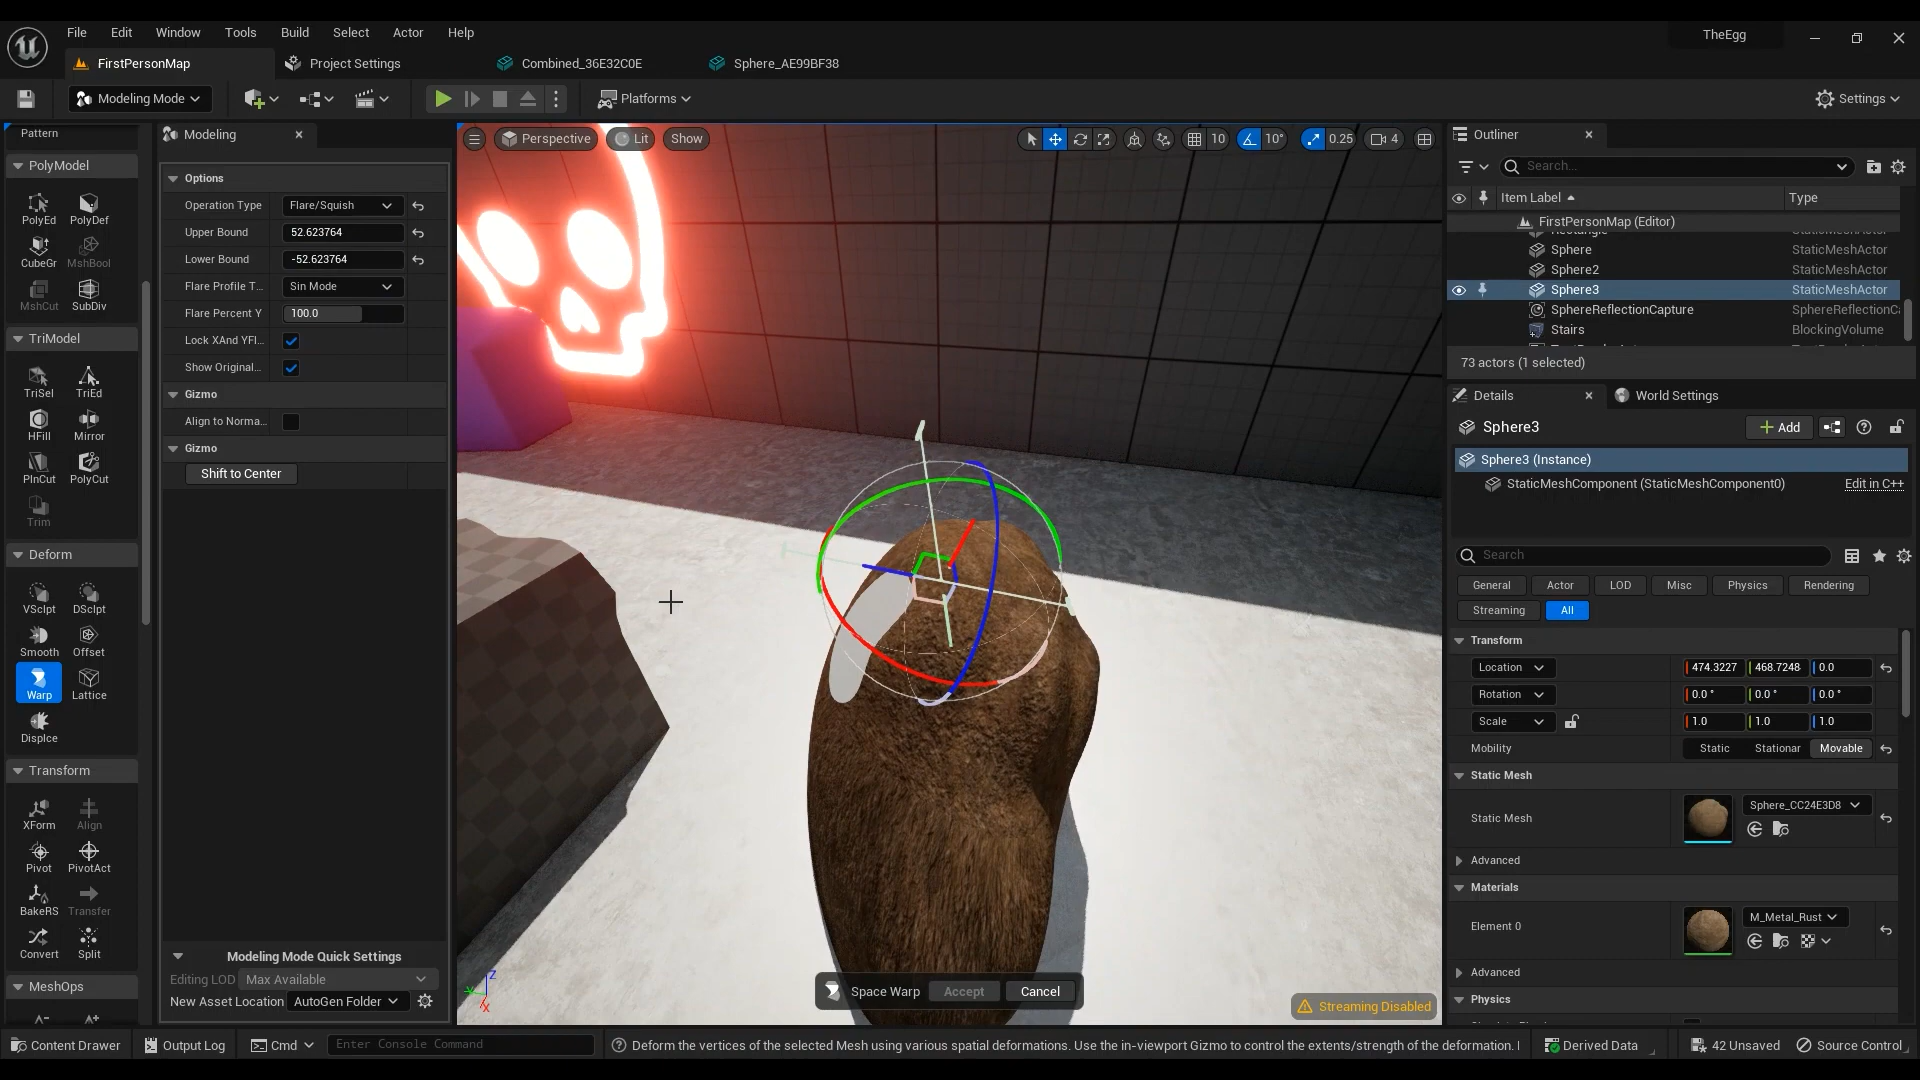 File Edit Window Tools Build Select Actor Help
TheEgg
FirstPersonMap
Project Settings
Combined_36E32C0E
Sphere_AE99BF38
Modeling Mode
Platforms
Settings
Pattern
PolyModel
PolyEd PolyDef
CubeGr MshBool
MshCut SubDiv
TriModel
TriSel TriEd
HFill Mirror
PlnCut PolyCut
Trim
Deform
VSclpt DSclpt
Smooth Offset
Warp Lattice
Displce
Transform
XForm Align
Pivot PivotAct
BakeRS Transfer
Convert Split
MeshOps
Modeling
Options
Operation Type Flare/Squish
Upper Bound 52.623764
Lower Bound -52.623764
Flare Profile T... Sin Mode
Flare Percent Y 100.0
Lock XAnd YFl...
Show Original...
Gizmo
Align to Norma...
Gizmo
Shift to Center
Modeling Mode Quick Settings
Editing LOD Max Available
New Asset Location AutoGen Folder
Perspective Lit Show
10 10° 0.25 4
Z
Y
X
Space Warp Accept Cancel
Streaming Disabled
Outliner
Search...
Item Label Type
FirstPersonMap (Editor)
Sphere StaticMeshActor
Sphere2 StaticMeshActor
Sphere3 StaticMeshActor
SphereReflectionCapture SphereReflectionCa
Stairs BlockingVolume
73 actors (1 selected)
Details
World Settings
Sphere3
Add
Sphere3 (Instance)
StaticMeshComponent (StaticMeshComponent0) Edit in C++
Search
General Actor LOD Misc Physics Rendering
Streaming All
Transform
Location 474.3227 468.7248 0.0
Rotation 0.0 ° 0.0 ° 0.0 °
Scale 1.0 1.0 1.0
Mobility Static Stationar Movable
Static Mesh
Static Mesh Sphere_CC24E3D8
Advanced
Materials
Element 0 M_Metal_Rust
Advanced
Physics
Content Drawer Output Log Cmd Enter Console Command
Deform the vertices of the selected Mesh using various spatial deformations. Use the in-viewport Gizmo to control the extents/strength of the deformation.
Derived Data 42 Unsaved Source Control